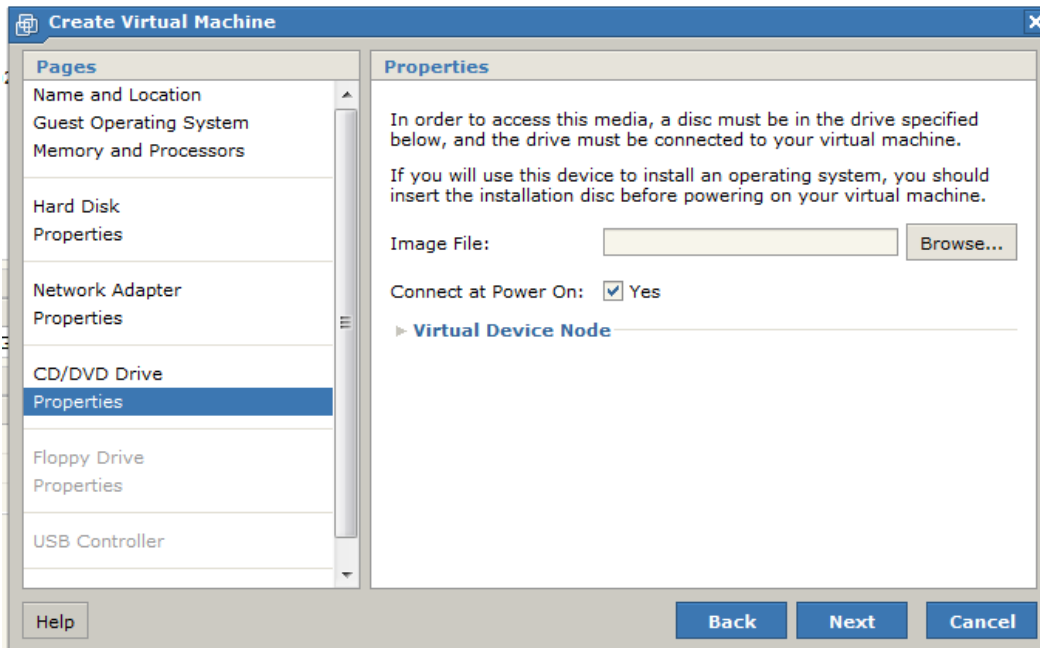 Create Virtual Machine
Pages
Name and Location
Guest Operating System
Memory and Processors
Hard Disk
Properties
Network Adapter
Properties
CD/DVD Drive
Properties
Floppy Drive
Properties
USB Controller
Properties
In order to access this media, a disc must be in the drive specified
below, and the drive must be connected to your virtual machine.
If you will use this device to install an operating system, you should
insert the installation disc before powering on your virtual machine.
Image File: Browse...
Connect at Power On: Yes
Virtual Device Node
Help Back Next Cancel